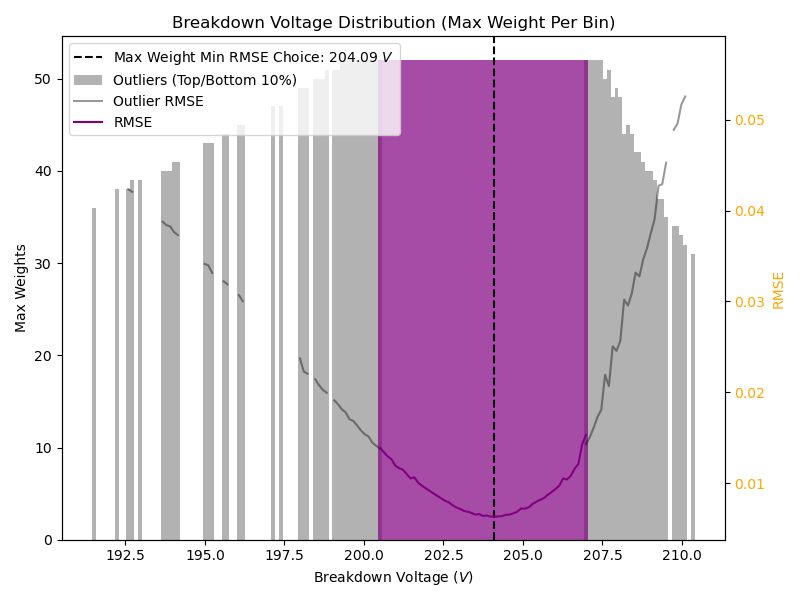 Breakdown Voltage Distribution (Max Weight Per Bin)
Max Weight Min RMSE Choice: 204.09 V
Outliers (Top/Bottom 10%)
Outlier RMSE
RMSE
Max Weights
50
40
30
20
10
0
0.05
0.04
0.03
0.02
0.01
RMSE
192.5 195.0 197.5 200.0 202.5 205.0 207.5 210.0
Breakdown Voltage (V)